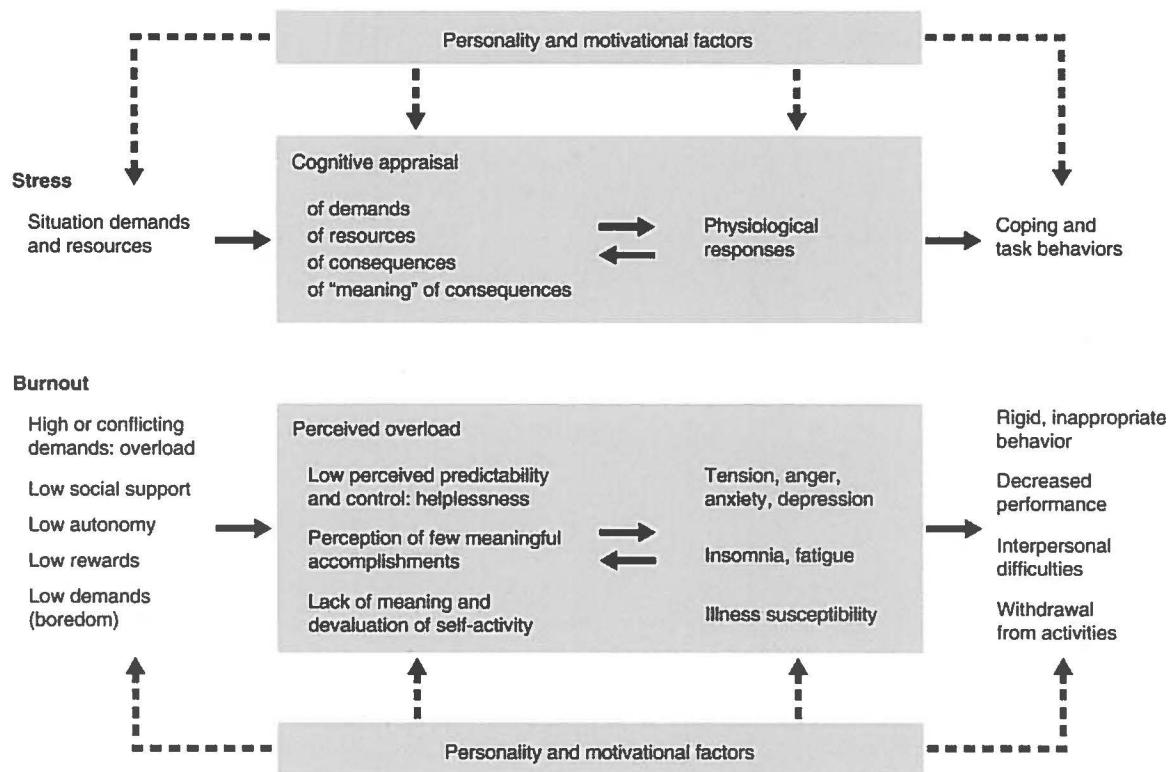 Personality and motivational factors
Stress
Situation demands
and resources
Cognitive appraisal
of demands
of resources
of consequences
of "meaning" of consequences
Physiological
responses
Coping and
task behaviors
Burnout
High or conflicting
demands: overload
Low social support
Low autonomy
Low rewards
Low demands
(boredom)
Perceived overload
Low perceived predictability
and control: helplessness
Perception of few meaningful
accomplishments
Lack of meaning and
devaluation of self-activity
Tension, anger,
anxiety, depression
Insomnia, fatigue
Illness susceptibility
Rigid, inappropriate
behavior
Decreased
performance
Interpersonal
difficulties
Withdrawal
from activities
Personality and motivational factors